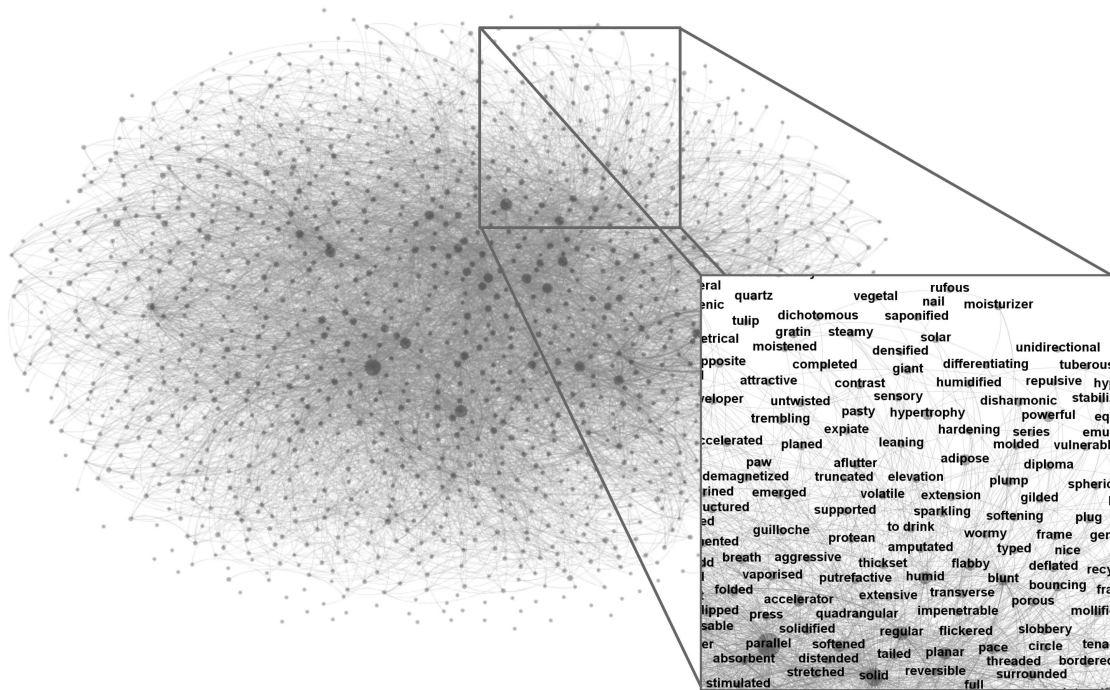 rufous
quartz vegetal nail moisturizer
tulip dichotomous saponified
gratin steamy solar
moistened densified unidirectional
completed giant differentiating tuberous
attractive contrast humidified repulsive
untwisted sensory disharmonic
trembling pasty hypertrophy powerful
expiate hardening series
planed leaning molded
paw aflutter adipose diploma
demagnetized truncated elevation plump
emerged volatile extension gilded
supported sparkling softening plug
guilloche to drink wormy frame
protean amputated typed nice
breath aggressive thickset flabby deflated
vaporised putrefactive humid blunt bouncing
folded accelerator extensive transverse porous
press quadrangular impenetrable
solidified regular flickered slobbery
parallel softened tailed planar pace circle
absorbent distended threaded bordered
stretched solid reversible surrounded
stimulated full